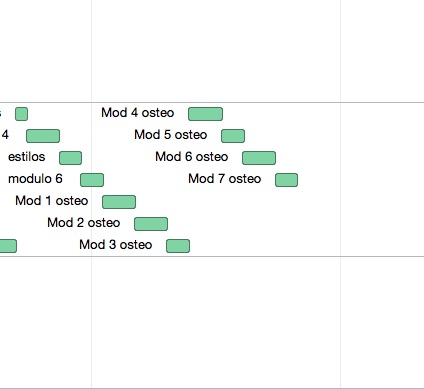 s Mod 4 osteo
4 Mod 5 osteo
estilos Mod 6 osteo
modulo 6 Mod 7 osteo
Mod 1 osteo
Mod 2 osteo
Mod 3 osteo